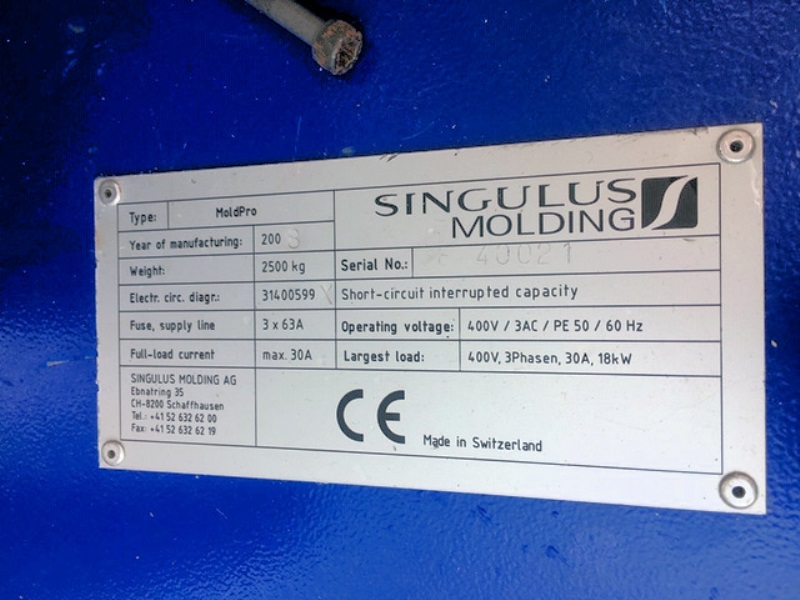 Type: MoldPro
SINGULUS
MOLDING
Year of manufacturing: 200
Weight: 2500 kg
Serial No.: 40021
Electr. circ. diagr.: 31400599
Short-circuit interrupted capacity
Fuse, supply line 3 x 63A
Operating voltage: 400V / 3AC / PE 50 / 60 Hz
Full-load current max. 30A
Largest load: 400V, 3Phasen, 30A, 18kW
SINGULUS MOLDING AG
Ebnatring 35
CH-8200 Schaffhausen
Tel.: +41 52 632 62 00
Fax: +41 52 632 62 19
CE
Made in Switzerland